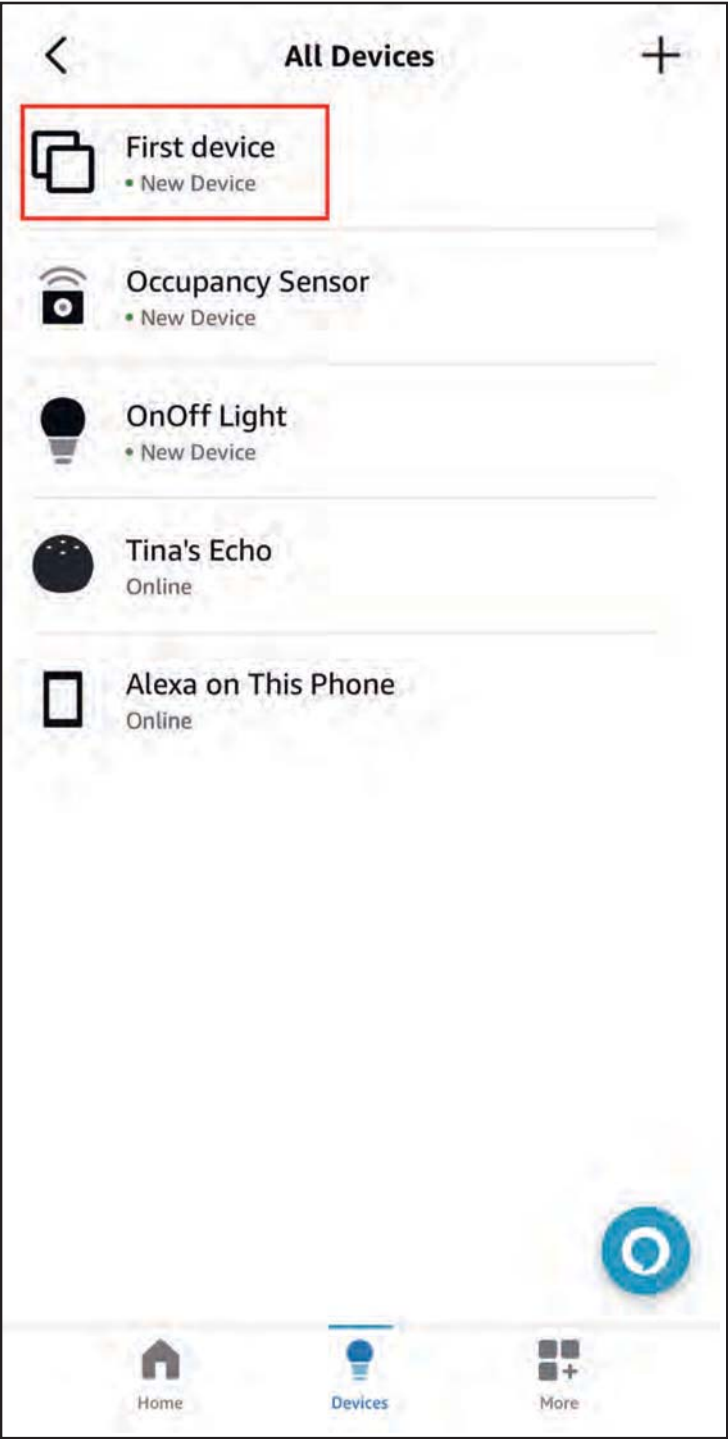 All Devices
First device
• New Device
Occupancy Sensor
• New Device
OnOff Light
• New Device
Tina's Echo
Online
Alexa on This Phone
Online
Home
Devices
More